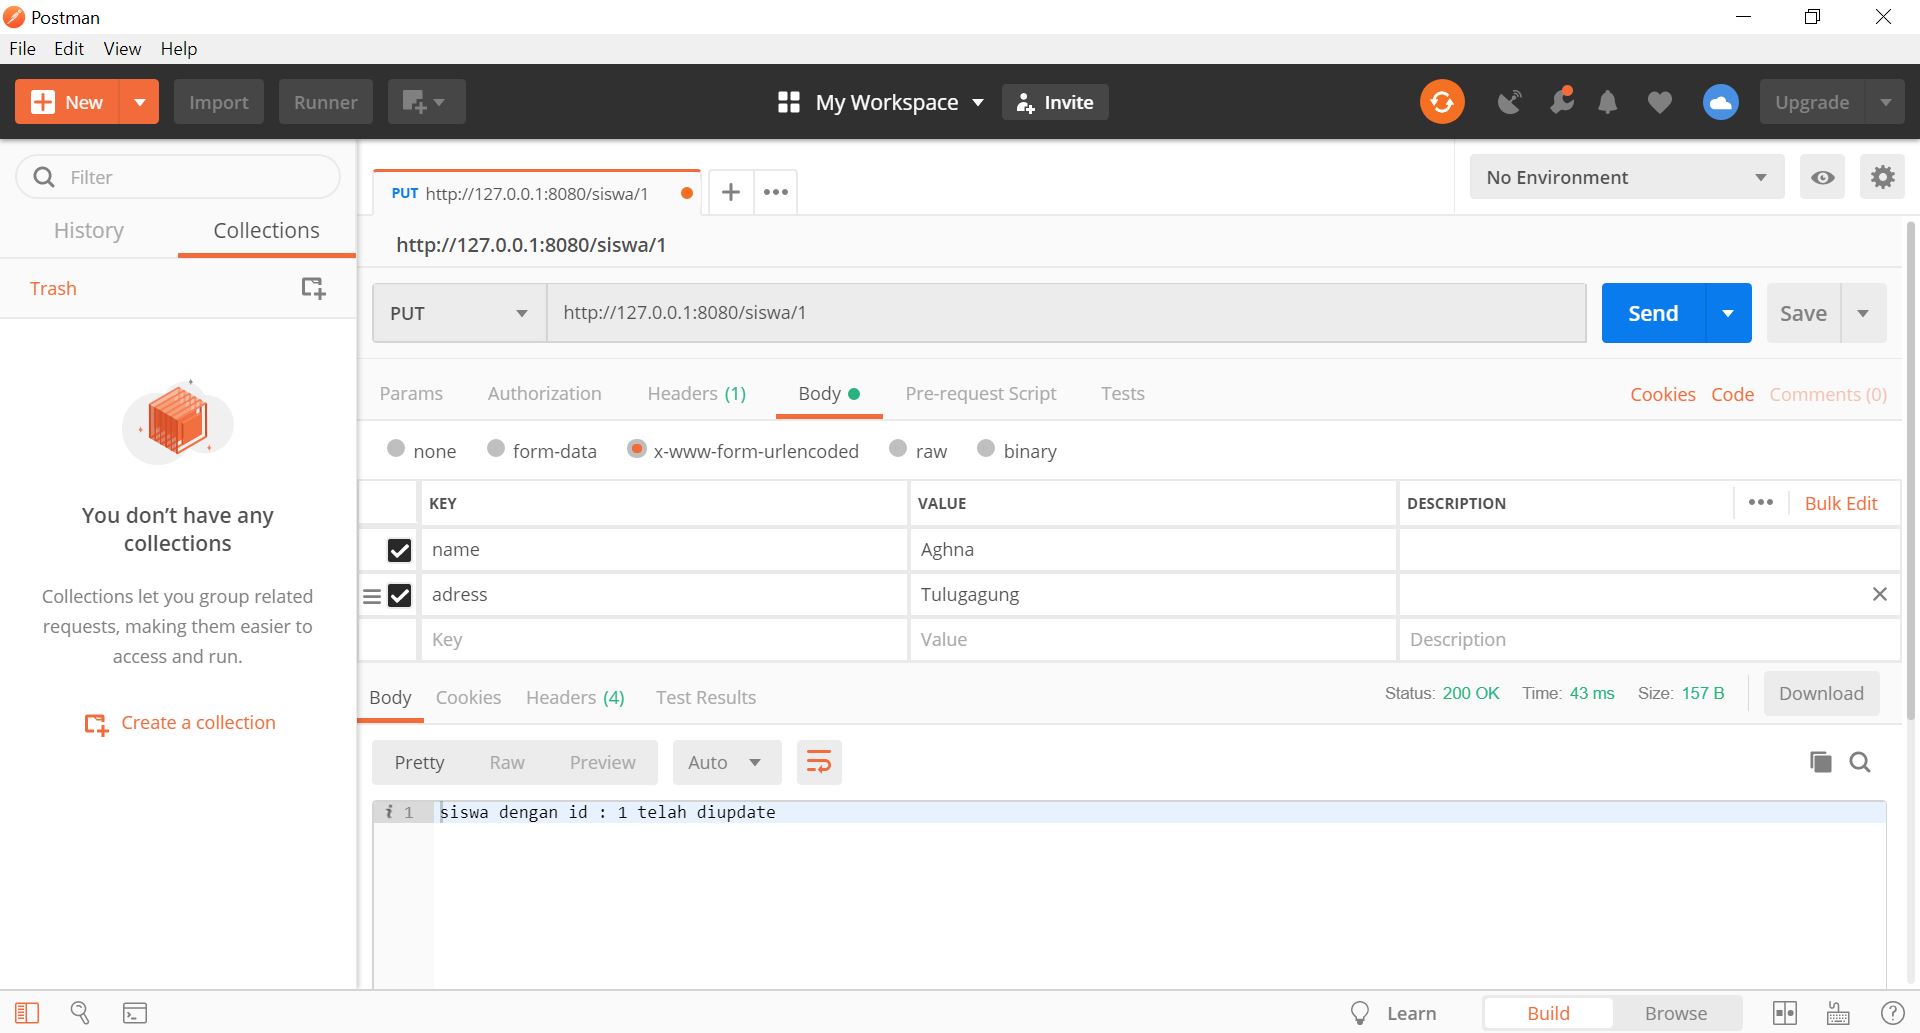 Postman
File Edit View Help
New Import Runner My Workspace Invite Upgrade
Filter
History Collections
Trash
You don't have any
collections
Collections let you group related
requests, making them easier to
access and run.
Create a collection
PUT http://127.0.0.1:8080/siswa/1
No Environment
http://127.0.0.1:8080/siswa/1
PUT http://127.0.0.1:8080/siswa/1 Send Save
Params Authorization Headers (1) Body Pre-request Script Tests Cookies Code Comments (0)
none form-data x-www-form-urlencoded raw binary
KEY VALUE DESCRIPTION Bulk Edit
name Aghna
adress Tulugagung
Key Value Description
Body Cookies Headers (4) Test Results Status: 200 OK Time: 43 ms Size: 157 B Download
Pretty Raw Preview Auto
i 1 siswa dengan id : 1 telah diupdate
Learn Build Browse